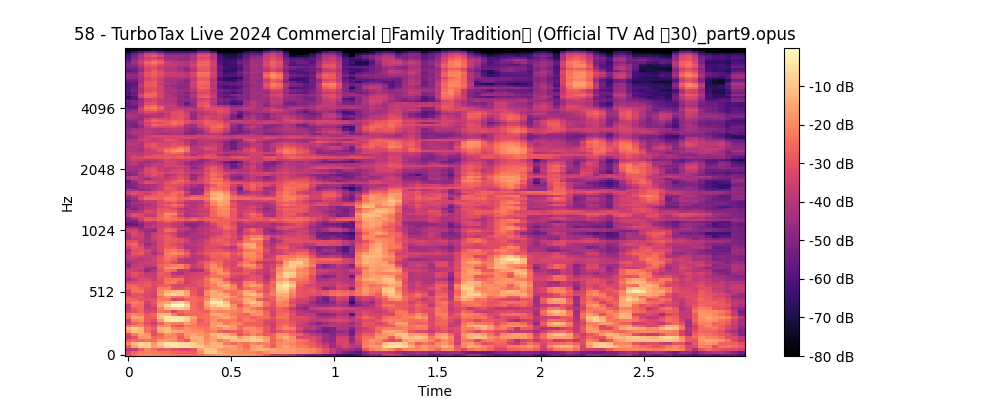 58 - TurboTax Live 2024 Commercial ▯Family Tradition▯ (Official TV Ad ▯30)_part9.opus
Hz
4096
2048
1024
512
0
0
0.5
1
1.5
2
2.5
Time
-10 dB
-20 dB
-30 dB
-40 dB
-50 dB
-60 dB
-70 dB
-80 dB